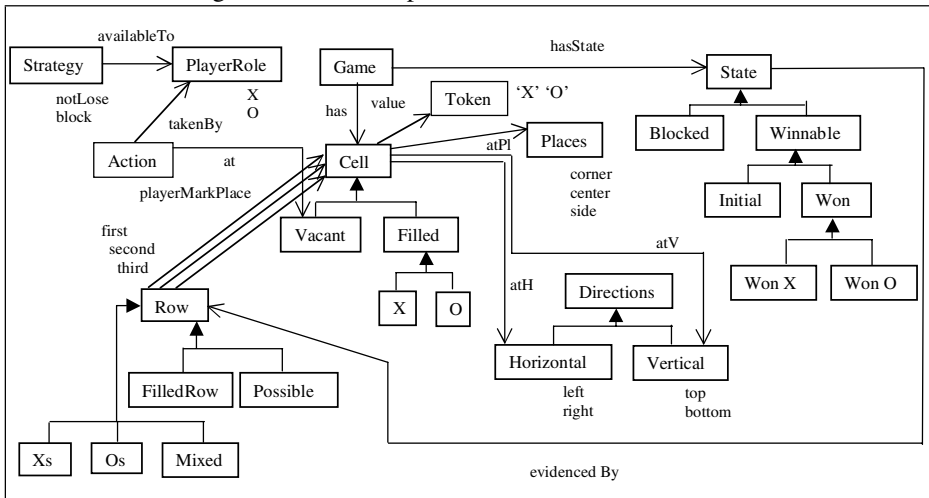 availableTo
hasState
Strategy
PlayerRole
Game
State
notLose
block
X
O
has
value
Token
‘X’ ‘O’
takenBy
Blocked
Winnable
Action
at
Cell
atPl
Places
playerMarkPlace
corner
center
side
Initial
Won
first
second
third
Vacant
Filled
atV
Won X
Won O
X
O
atH
Directions
Row
Horizontal
Vertical
FilledRow
Possible
left
right
top
bottom
Xs
Os
Mixed
evidenced By